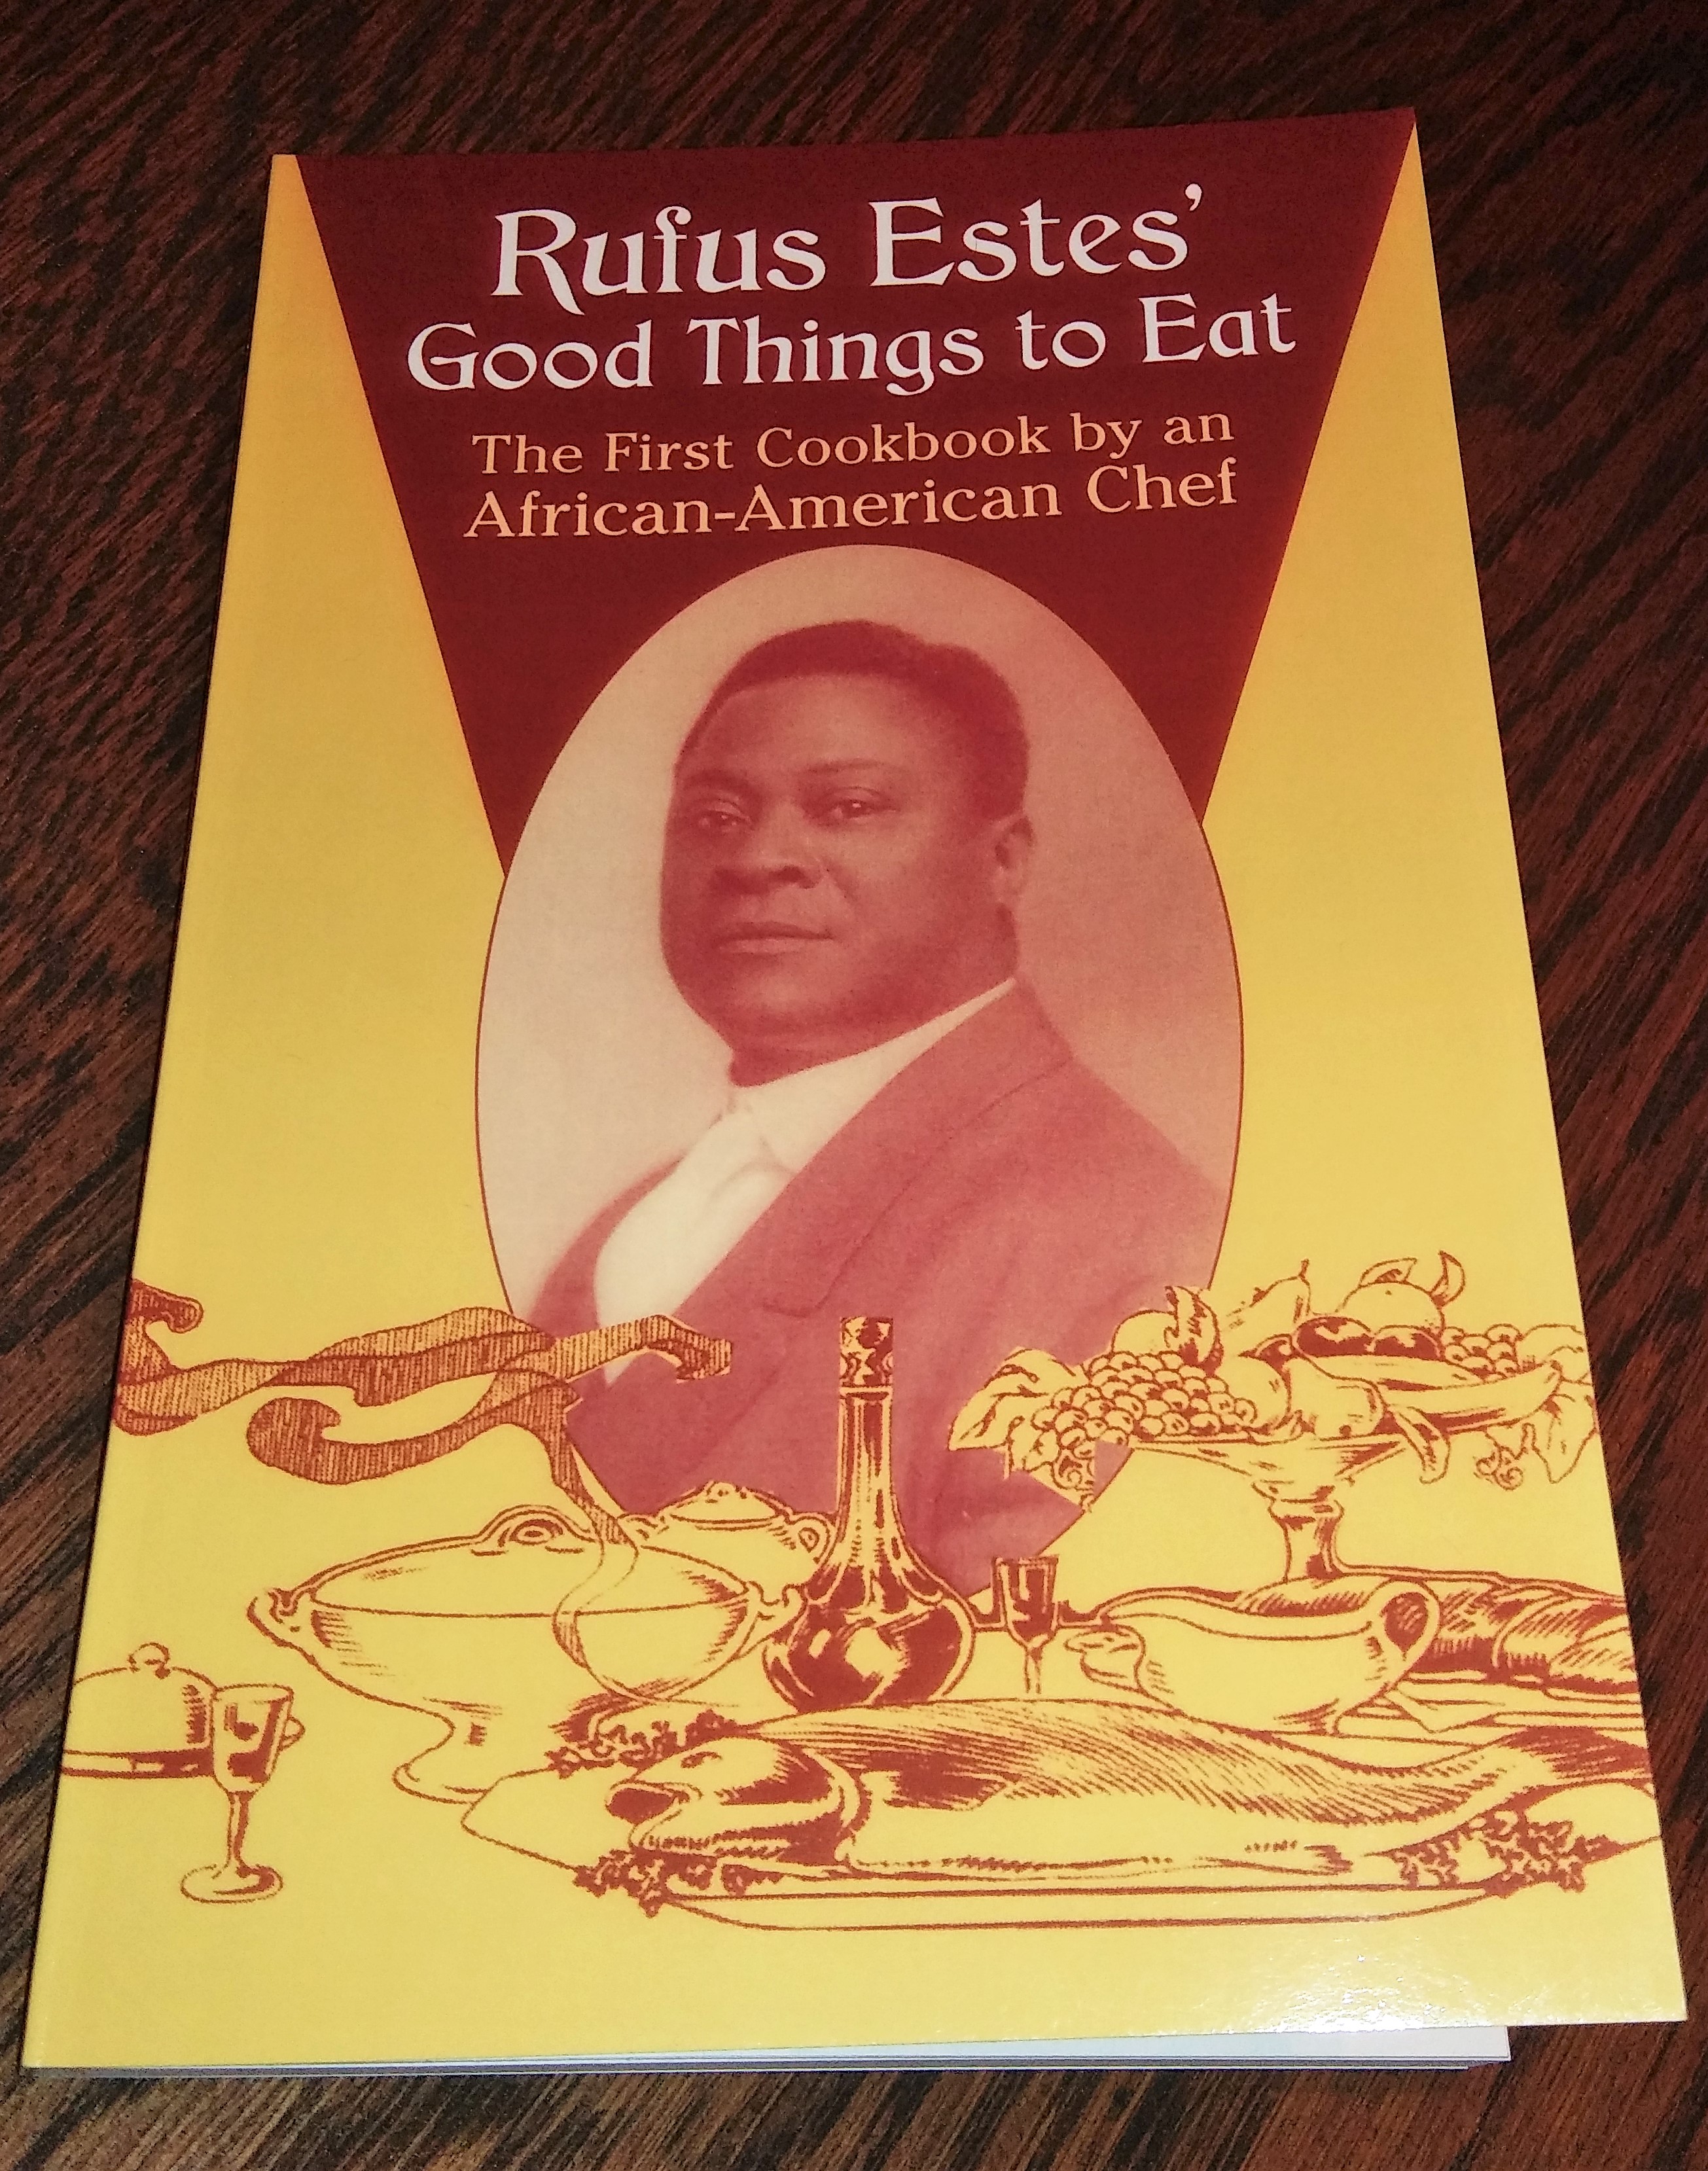 Rufus Estes'
Good Things to Eat
The First Cookbook by an
African-American Chef